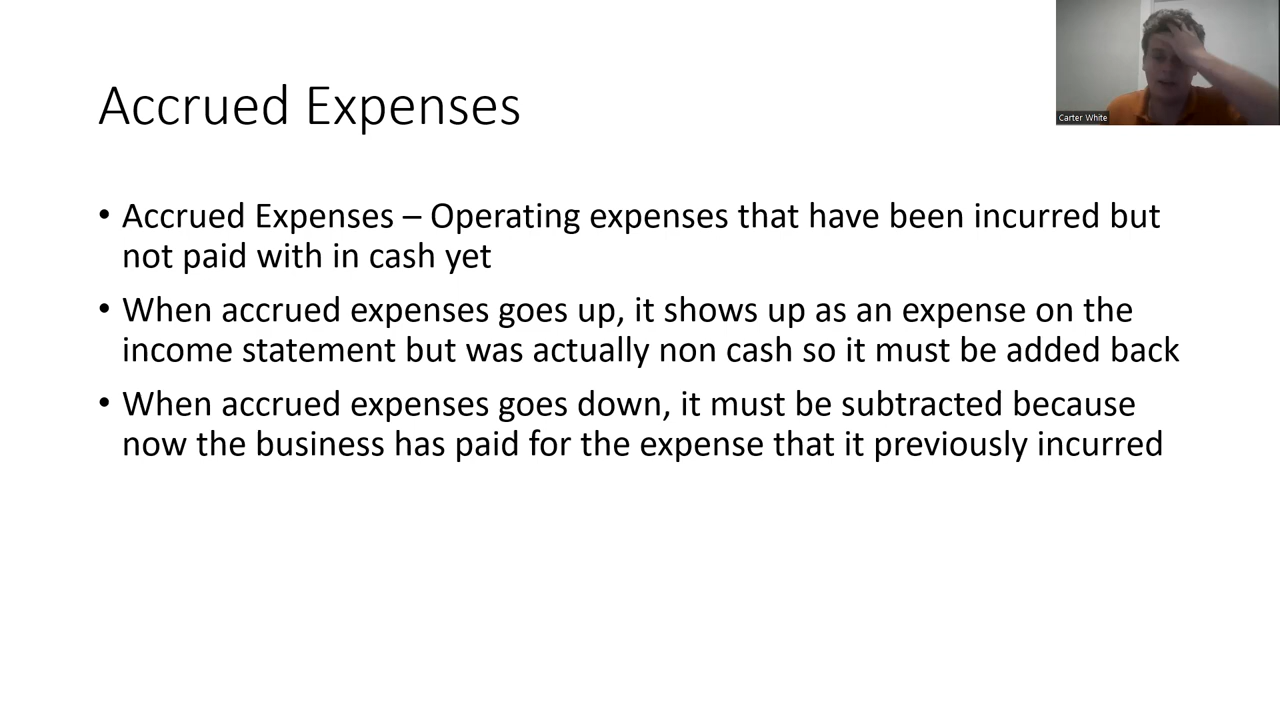 Accrued Expenses
Carter White
• Accrued Expenses – Operating expenses that have been incurred but
not paid with in cash yet
• When accrued expenses goes up, it shows up as an expense on the
income statement but was actually non cash so it must be added back
• When accrued expenses goes down, it must be subtracted because
now the business has paid for the expense that it previously incurred